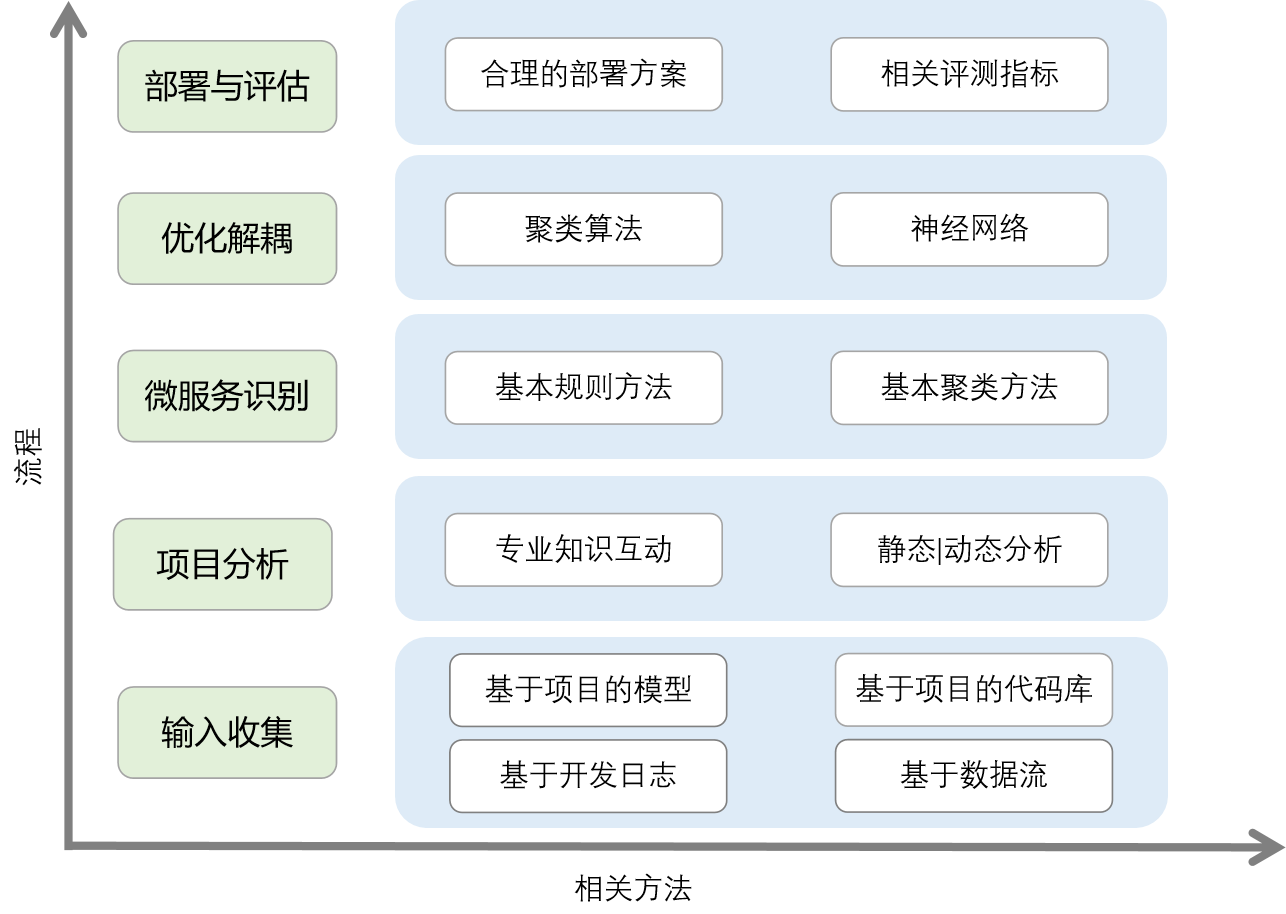 部署与评估
合理的部署方案
相关评测指标
优化解耦
聚类算法
神经网络
微服务识别
基本规则方法
基本聚类方法
流程
项目分析
专业知识互动
静态|动态分析
输入收集
基于项目的模型
基于项目的代码库
基于开发日志
基于数据流
相关方法